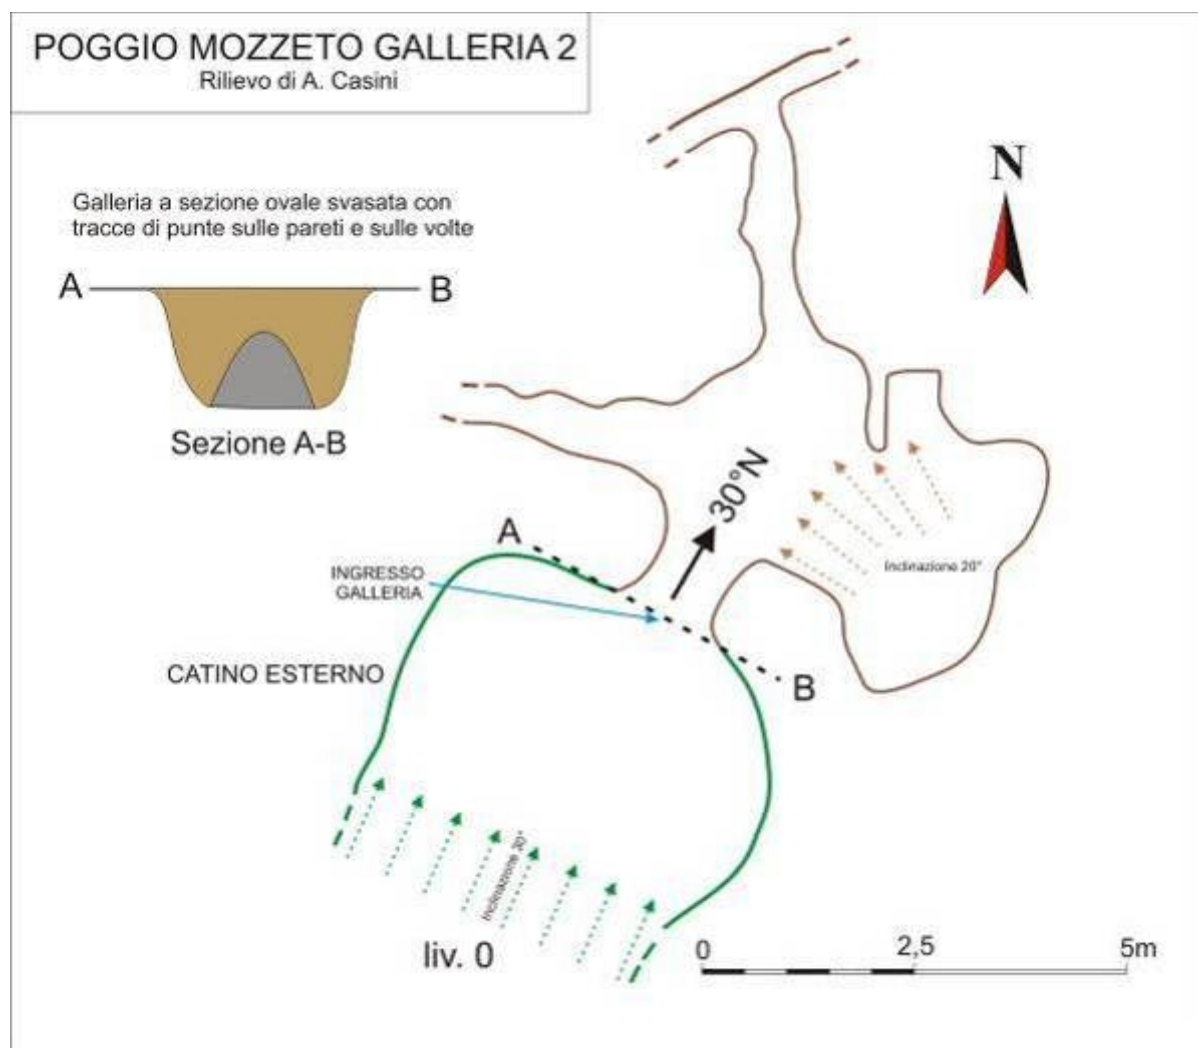 POGGIO MOZZETO GALLERIA 2
Rilievo di A. Casini
N
Galleria a sezione ovale svasata con
tracce di punte sulle pareti e sulle volte
A
B
Sezione A-B
30°N
A
INGRESSO
GALLERIA
Inclinazione 20°
CATINO ESTERNO
B
Inclinazione 30°
liv. 0
0
2,5
5m